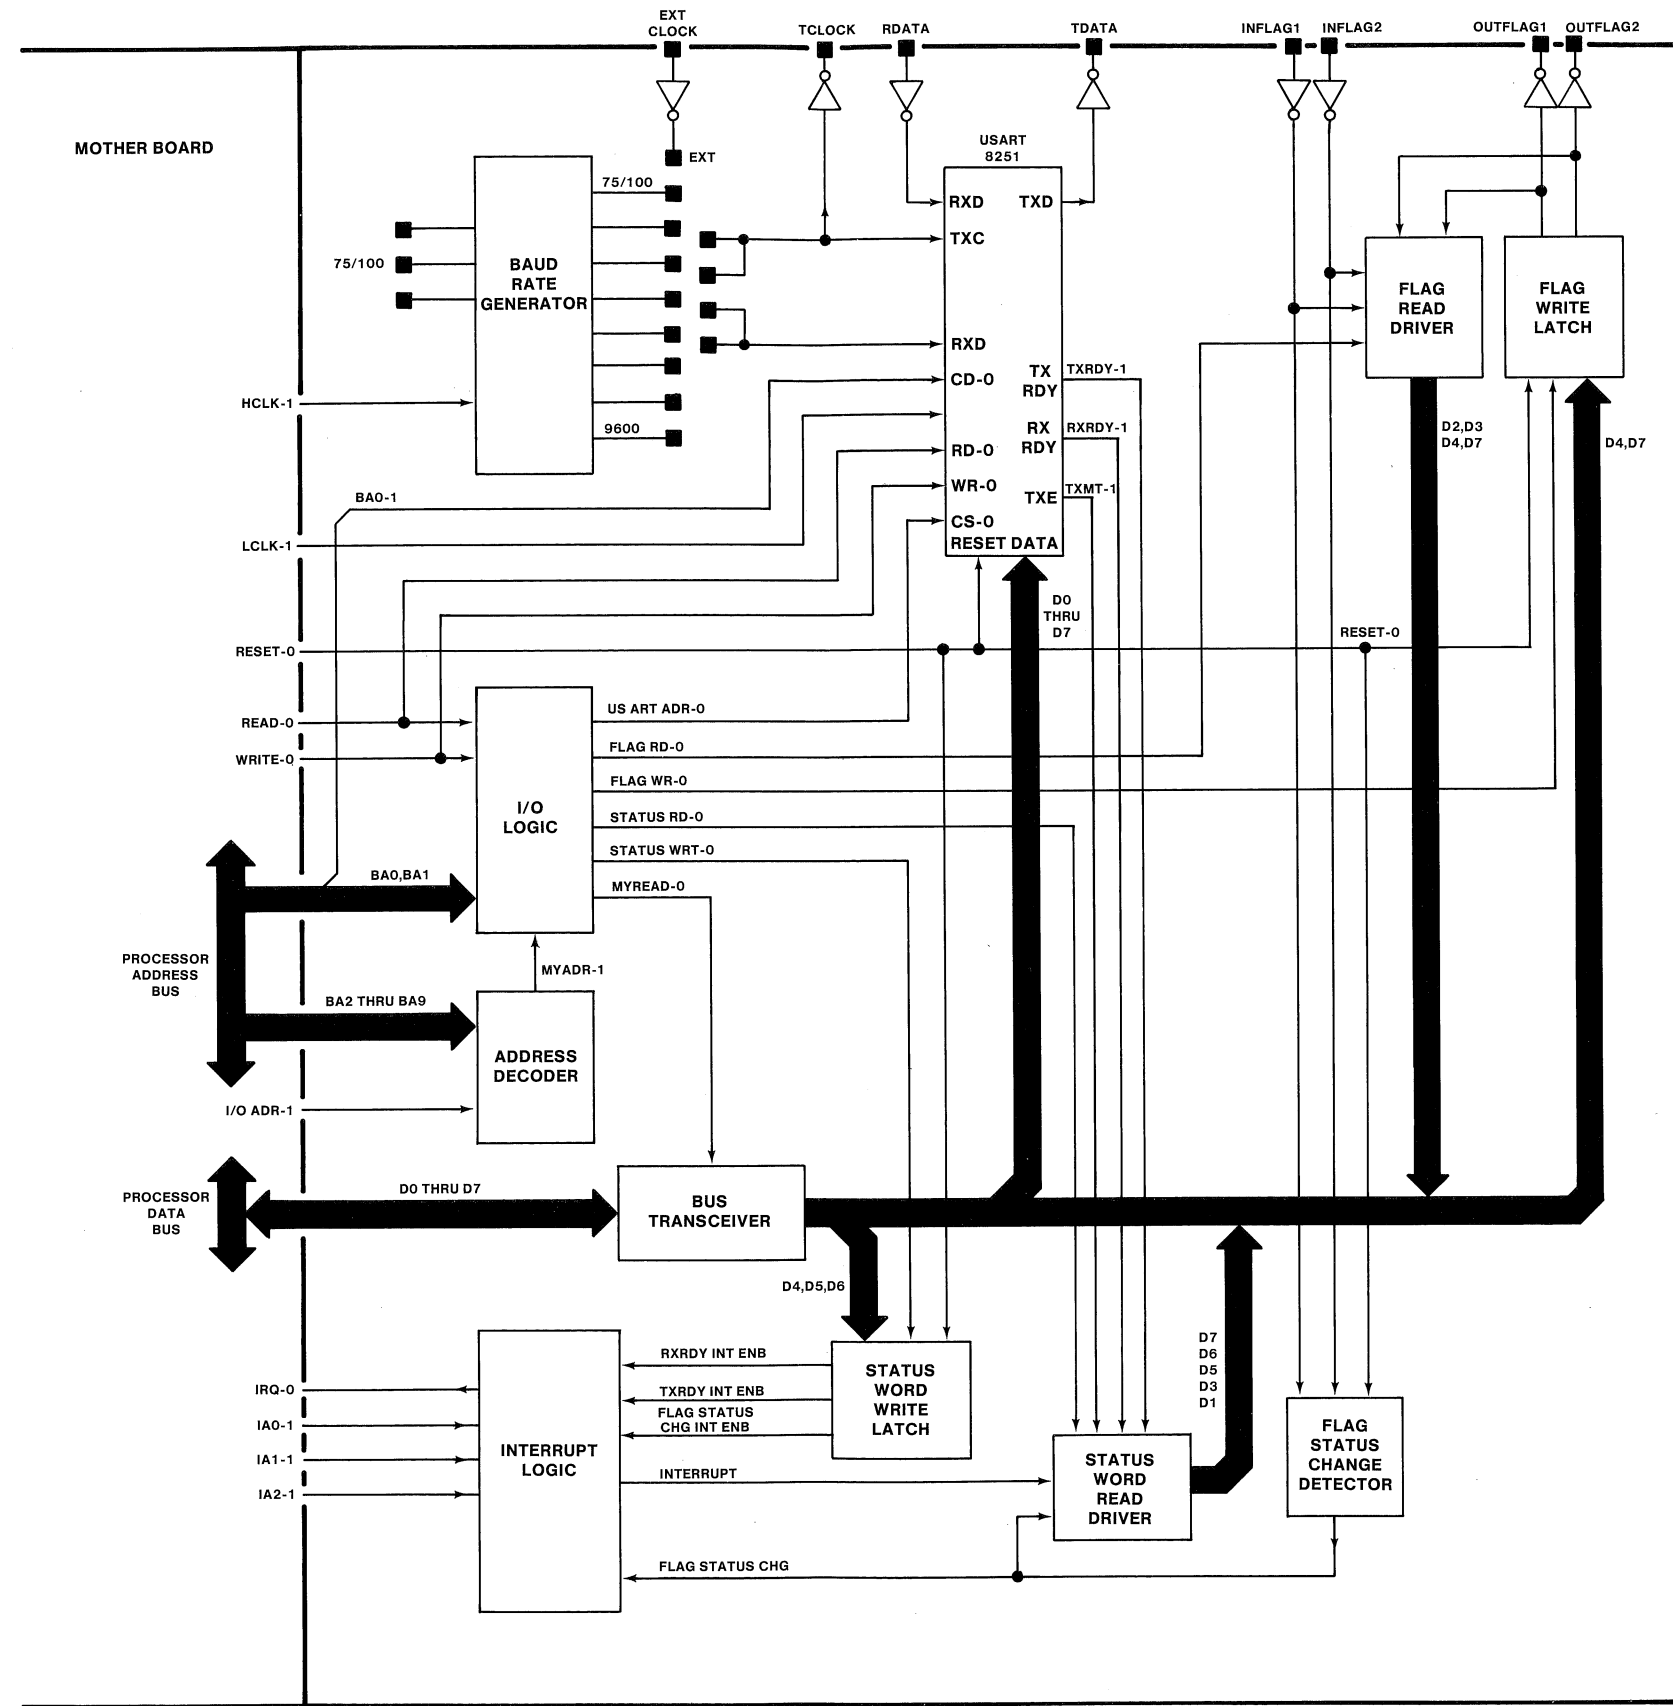 EXT
CLOCK
TCLOCK
RDATA
TDATA
INFLAG1
INFLAG2
OUTFLAG1
OUTFLAG2
MOTHER BOARD
EXT
USART
8251
75/100
75/100
BAUD
RATE
GENERATOR
9600
HCLK-1
RXD
TXD
TXC
RXD
CD-0
TX
RDY
TXRDY-1
RX
RDY
RXRDY-1
RD-0
WR-0
TXE
TXMT-1
CS-0
RESET DATA
FLAG
READ
DRIVER
FLAG
WRITE
LATCH
D2,D3
D4,D7
D4,D7
BA0-1
LCLK-1
D0
THRU
D7
RESET-0
RESET-0
READ-0
WRITE-0
I/O
LOGIC
US ART ADR-0
FLAG RD-0
FLAG WR-0
STATUS RD-0
STATUS WRT-0
MYREAD-0
BA0,BA1
PROCESSOR
ADDRESS
BUS
MYADR-1
BA2 THRU BA9
ADDRESS
DECODER
I/O ADR-1
PROCESSOR
DATA
BUS
D0 THRU D7
BUS
TRANSCEIVER
D4,D5,D6
D7
D6
D5
D3
D1
IRQ-0
IA0-1
IA1-1
IA2-1
INTERRUPT
LOGIC
RXRDY INT ENB
TXRDY INT ENB
FLAG STATUS
CHG INT ENB
INTERRUPT
FLAG STATUS CHG
STATUS
WORD
WRITE
LATCH
STATUS
WORD
READ
DRIVER
FLAG
STATUS
CHANGE
DETECTOR